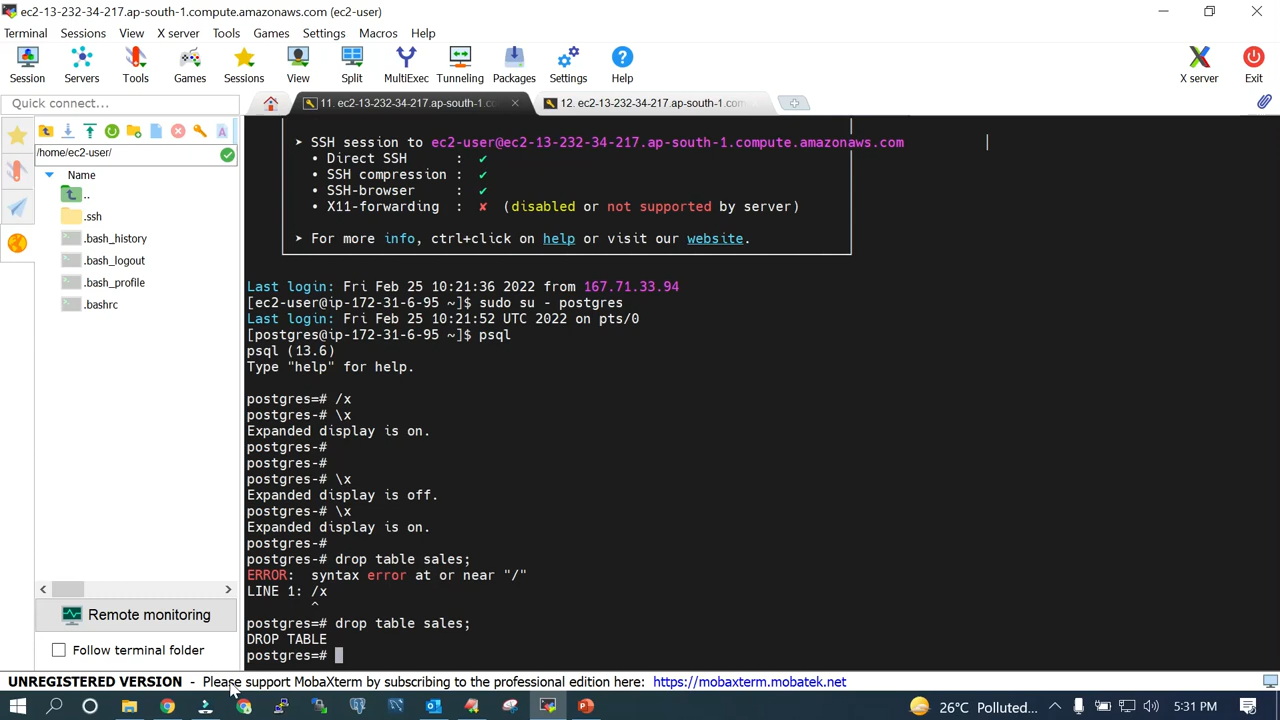 ec2-13-232-34-217.ap-south-1.compute.amazonaws.com (ec2-user)
Terminal Sessions View X server Tools Games Settings Macros Help
Session Servers Tools Games Sessions View Split MultiExec Tunneling Packages Settings Help X server Exit
Quick connect...
11. ec2-13-232-34-217.ap-south-1.co
12. ec2-13-232-34-217.ap-south-1.com
/home/ec2-user/
Name
..
.ssh
.bash_history
.bash_logout
.bash_profile
.bashrc
Remote monitoring
Follow terminal folder
➤ SSH session to ec2-user@ec2-13-232-34-217.ap-south-1.compute.amazonaws.com
• Direct SSH : ✔
• SSH compression : ✔
• SSH-browser : ✔
• X11-forwarding : ✘ (disabled or not supported by server)
➤ For more info, ctrl+click on help or visit our website.
Last login: Fri Feb 25 10:21:36 2022 from 167.71.33.94
[ec2-user@ip-172-31-6-95 ~]$ sudo su - postgres
Last login: Fri Feb 25 10:21:52 UTC 2022 on pts/0
[postgres@ip-172-31-6-95 ~]$ psql
psql (13.6)
Type "help" for help.
postgres=# /x
postgres-# \x
Expanded display is on.
postgres-#
postgres-#
postgres-# \x
Expanded display is off.
postgres-# \x
Expanded display is on.
postgres-#
postgres-# drop table sales;
ERROR: syntax error at or near "/"
LINE 1: /x
^
postgres=# drop table sales;
DROP TABLE
postgres=#
UNREGISTERED VERSION - Please support MobaXterm by subscribing to the professional edition here: https://mobaxterm.mobatek.net
26°C Polluted... 5:31 PM